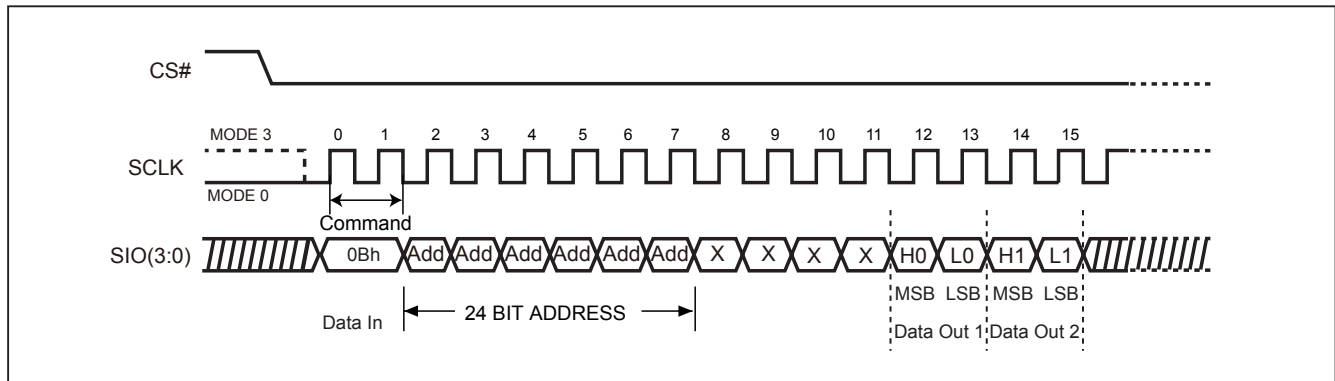 CS#
MODE 3
0 1 2 3 4 5 6 7 8 9 10 11 12 13 14 15
SCLK
MODE 0
Command
SIO(3:0) 0Bh Add Add Add Add Add Add X X X X H0 L0 H1 L1
MSB LSB MSB LSB
Data In 24 BIT ADDRESS
Data Out 1 Data Out 2